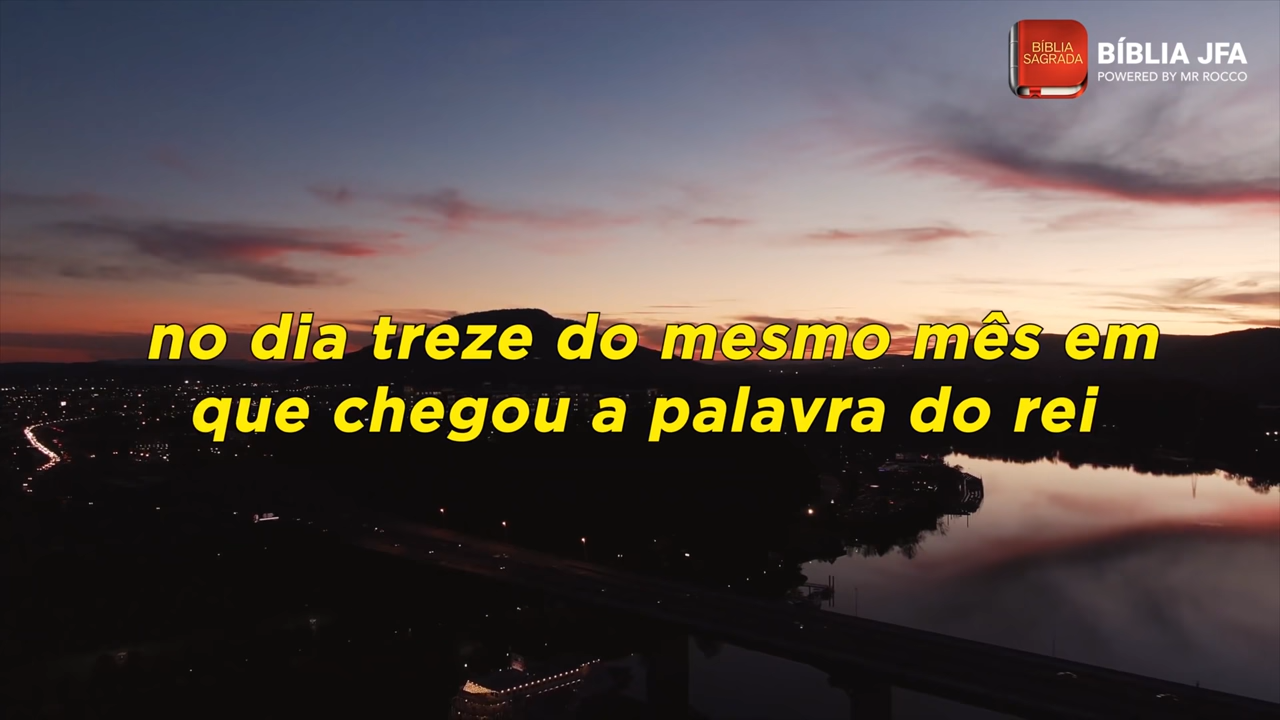 BÍBLIA
SAGRADA
BÍBLIA JFA
POWERED BY MR ROCCO
no dia treze do mesmo mês em
que chegou a palavra do rei